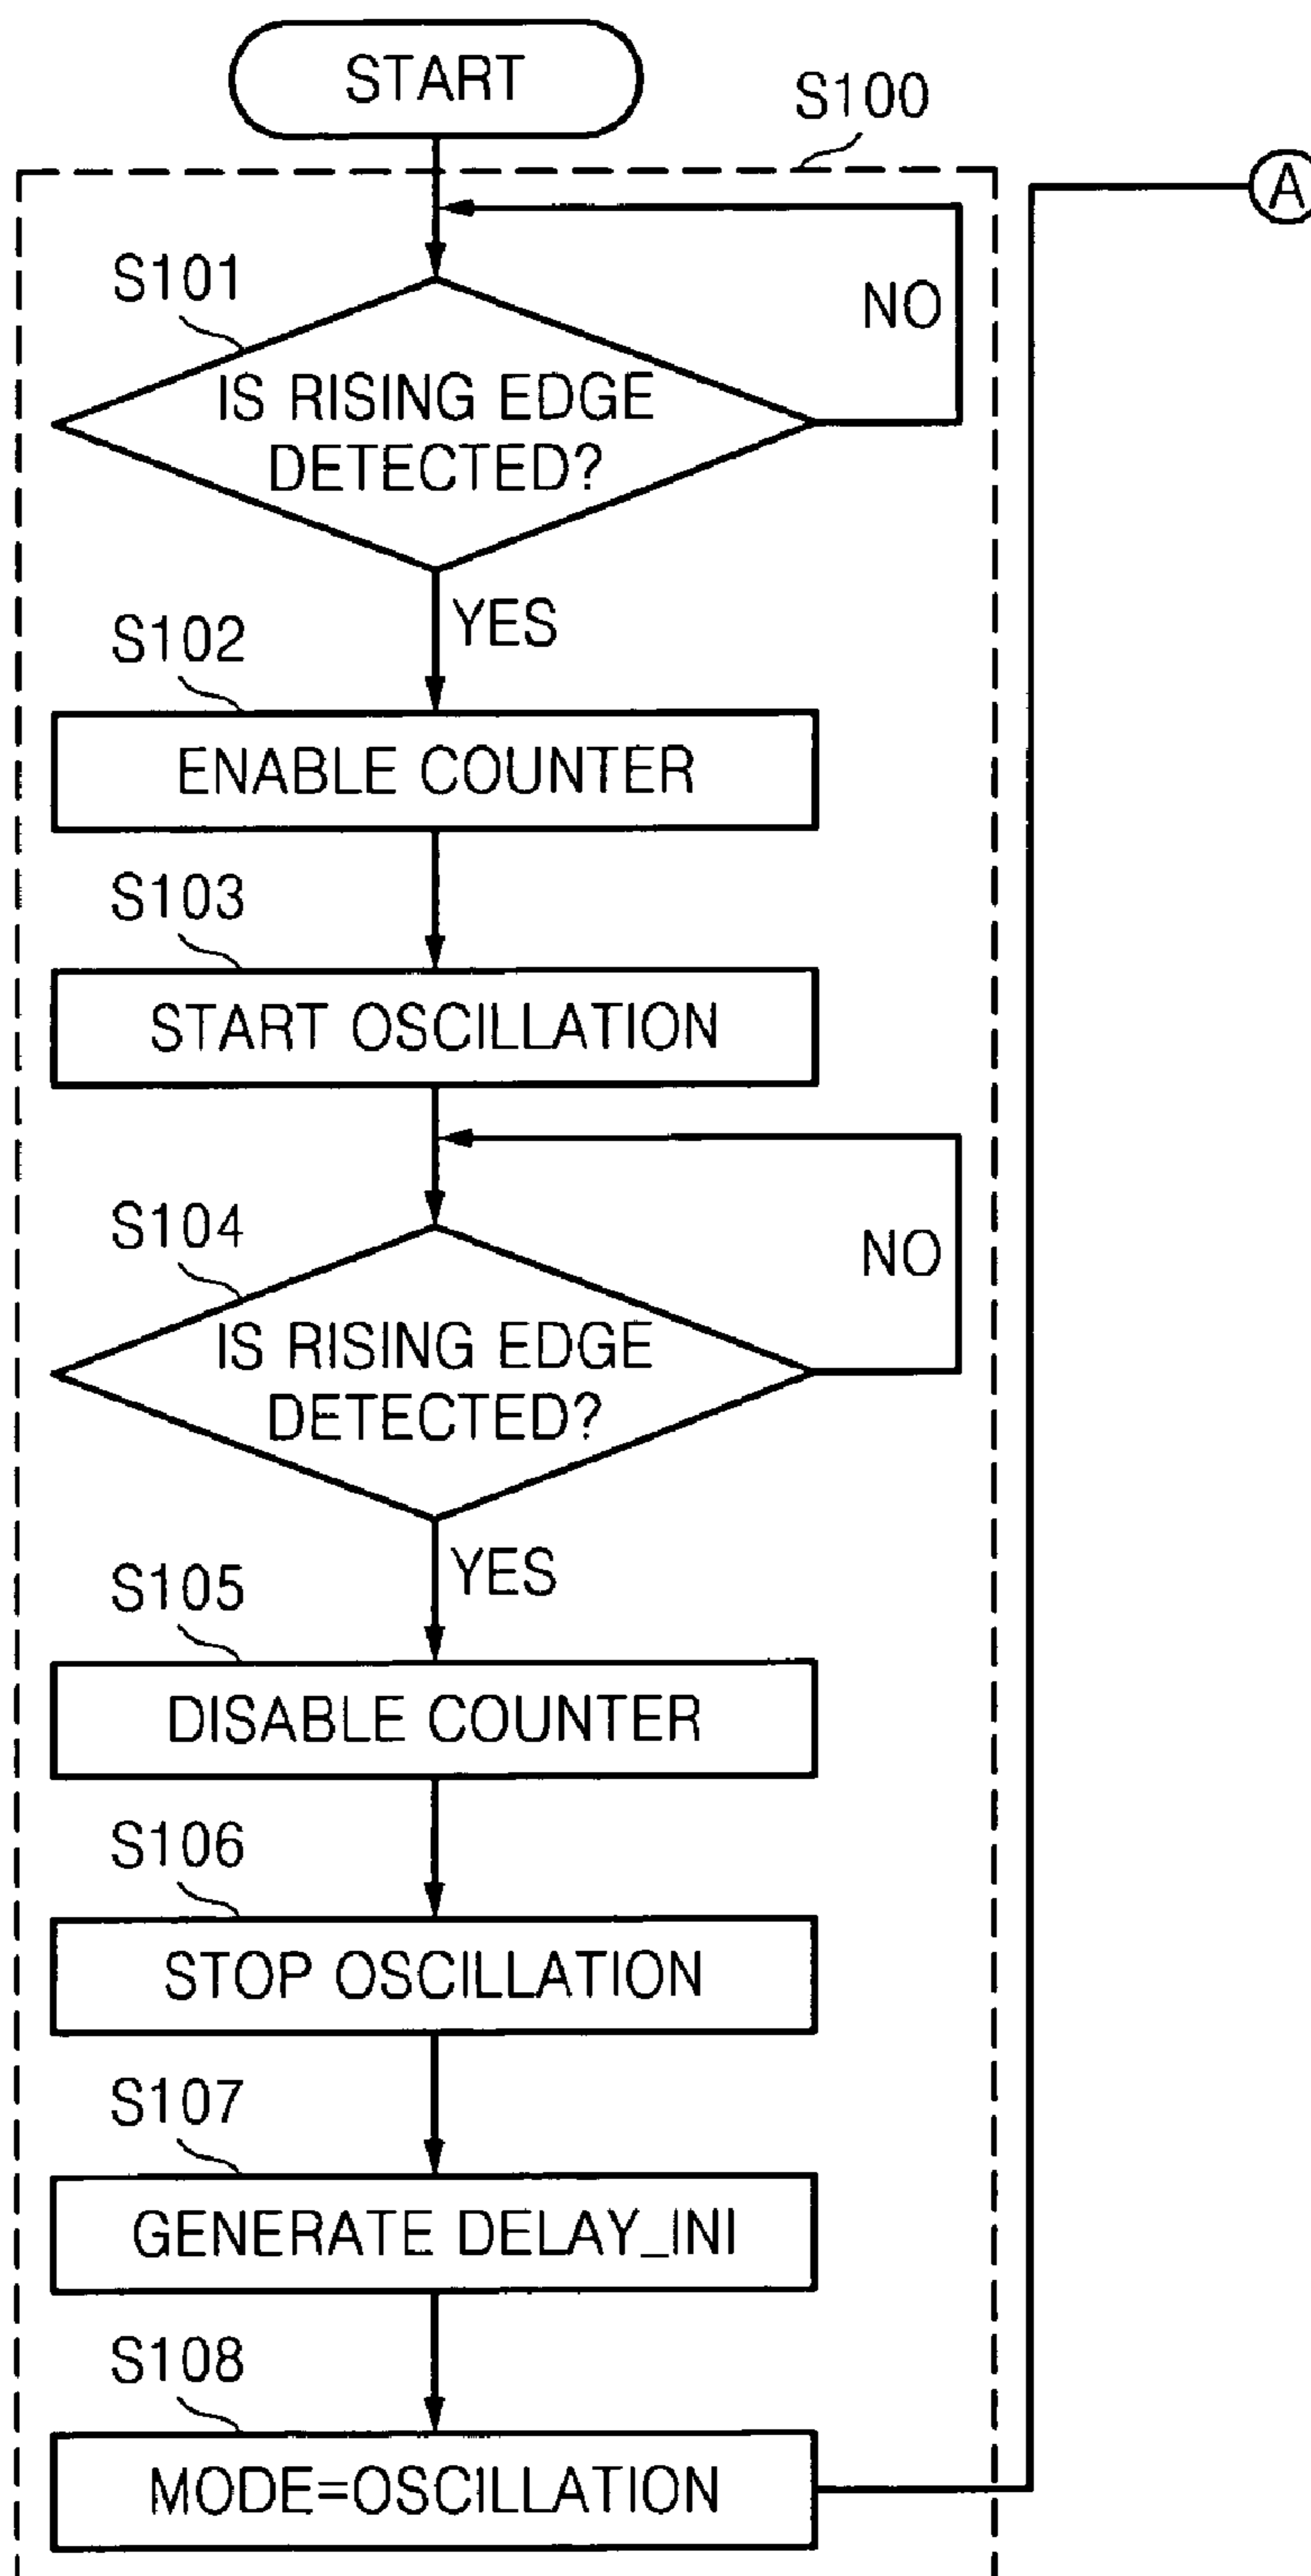 START
S100
A
S101
NO
IS RISING EDGE
DETECTED?
YES
S102
ENABLE COUNTER
S103
START OSCILLATION
S104
NO
IS RISING EDGE
DETECTED?
YES
S105
DISABLE COUNTER
S106
STOP OSCILLATION
S107
GENERATE DELAY_INI
S108
MODE=OSCILLATION